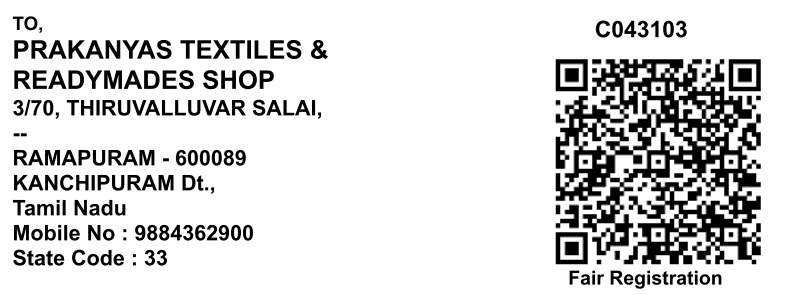 TO,
PRAKANYAS TEXTILES &
READYMADES SHOP
3/70, THIRUVALLUVAR SALAI,
--
RAMAPURAM - 600089
KANCHIPURAM Dt.,
Tamil Nadu
Mobile No : 9884362900
State Code : 33
C043103
Fair Registration